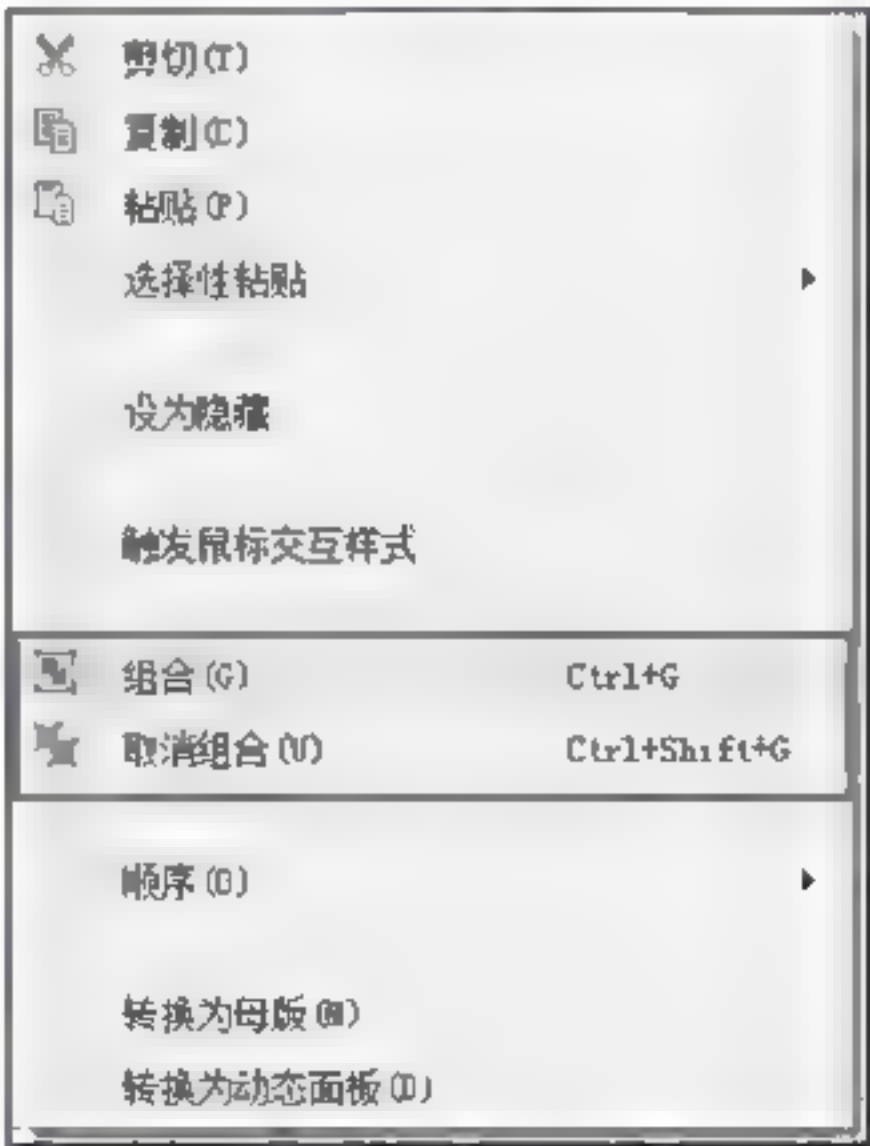 剪切(T)
复制(C)
粘贴(P)
选择性粘贴
设为隐藏
触发鼠标交互样式
组合(G) Ctrl+G
取消组合(U) Ctrl+Shift+G
顺序(O)
转换为母版(M)
转换为动态面板(D)